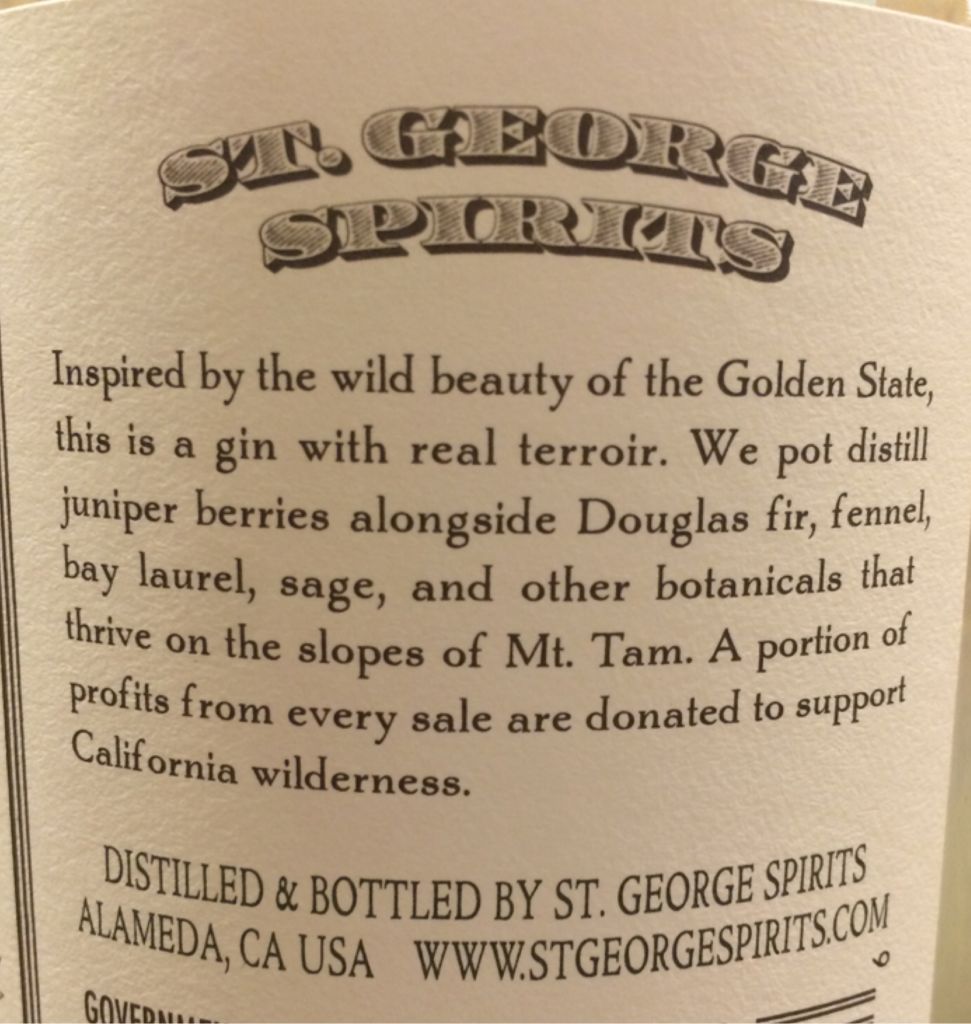 ST. GEORGE
SPIRITS
Inspired by the wild beauty of the Golden State,
this is a gin with real terroir. We pot distill
juniper berries alongside Douglas fir, fennel,
bay laurel, sage, and other botanicals that
thrive on the slopes of Mt. Tam. A portion of
profits from every sale are donated to support
California wilderness.
DISTILLED & BOTTLED BY ST. GEORGE SPIRITS
ALAMEDA, CA USA WWW.STGEORGESPIRITS.COM